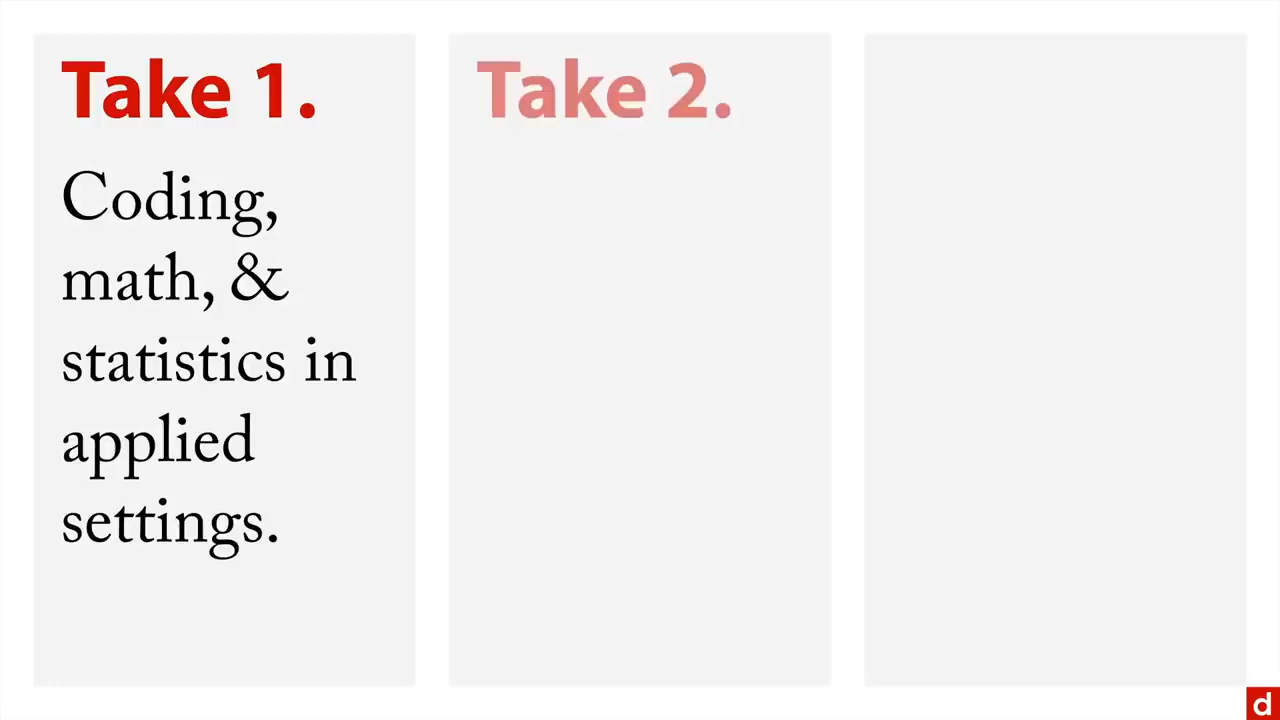 Take 1.
Coding,
math, &
statistics in
applied
settings.
Take 2.
d